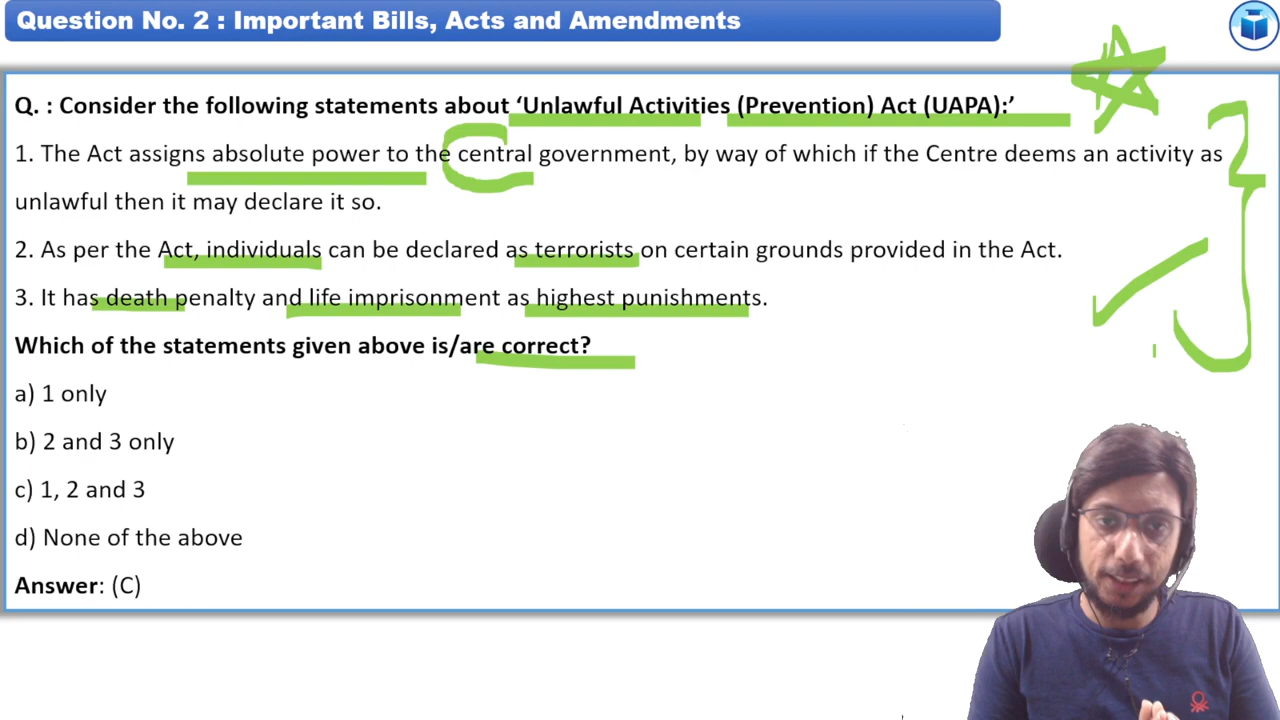 Question No. 2 : Important Bills, Acts and Amendments
Q. : Consider the following statements about ‘Unlawful Activities (Prevention) Act (UAPA):’
1. The Act assigns absolute power to the central government, by way of which if the Centre deems an activity as
unlawful then it may declare it so.
2. As per the Act, individuals can be declared as terrorists on certain grounds provided in the Act.
3. It has death penalty and life imprisonment as highest punishments.
Which of the statements given above is/are correct?
a) 1 only
b) 2 and 3 only
c) 1, 2 and 3
d) None of the above
Answer: (C)